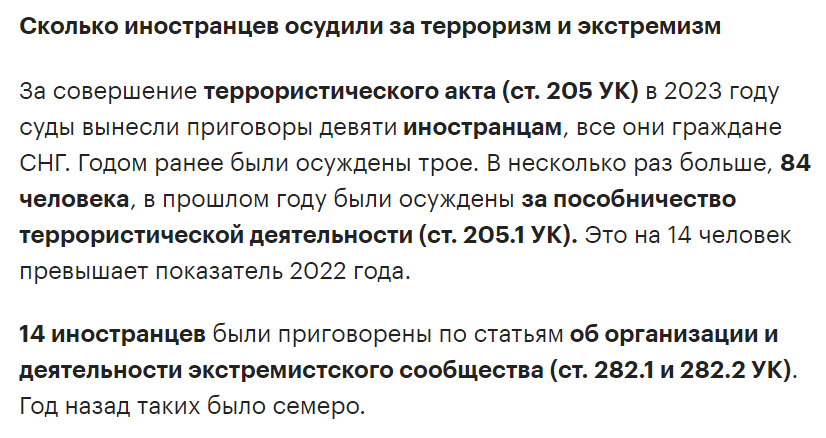 Сколько иностранцев осудили за терроризм и экстремизм
За совершение террористического акта (ст. 205 УК) в 2023 году
суды вынесли приговоры девяти иностранцам, все они граждане
СНГ. Годом ранее были осуждены трое. В несколько раз больше, 84
человека, в прошлом году были осуждены за пособничество
террористической деятельности (ст. 205.1 УК). Это на 14 человек
превышает показатель 2022 года.
14 иностранцев были приговорены по статьям об организации и
деятельности экстремистского сообщества (ст. 282.1 и 282.2 УК).
Год назад таких было семеро.